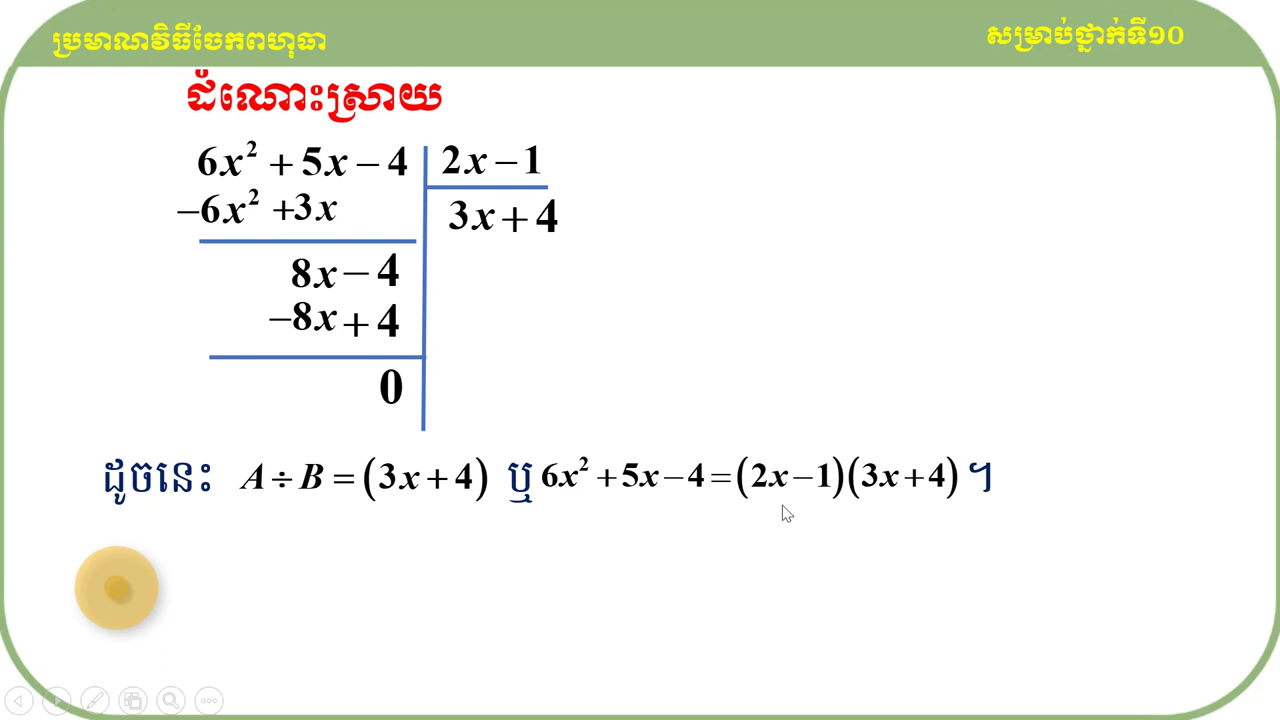 ប្រមាណវិធីចែកពហុធា
សម្រាប់ថ្នាក់ទី១០
ដំណោះស្រាយ
6x² + 5x − 4 | 2x − 1
−6x² +3x | 3x + 4
8x − 4
−8x + 4
0
ដូចនេះ A ÷ B = (3x + 4) ឬ 6x² + 5x − 4 = (2x − 1)(3x + 4) ។